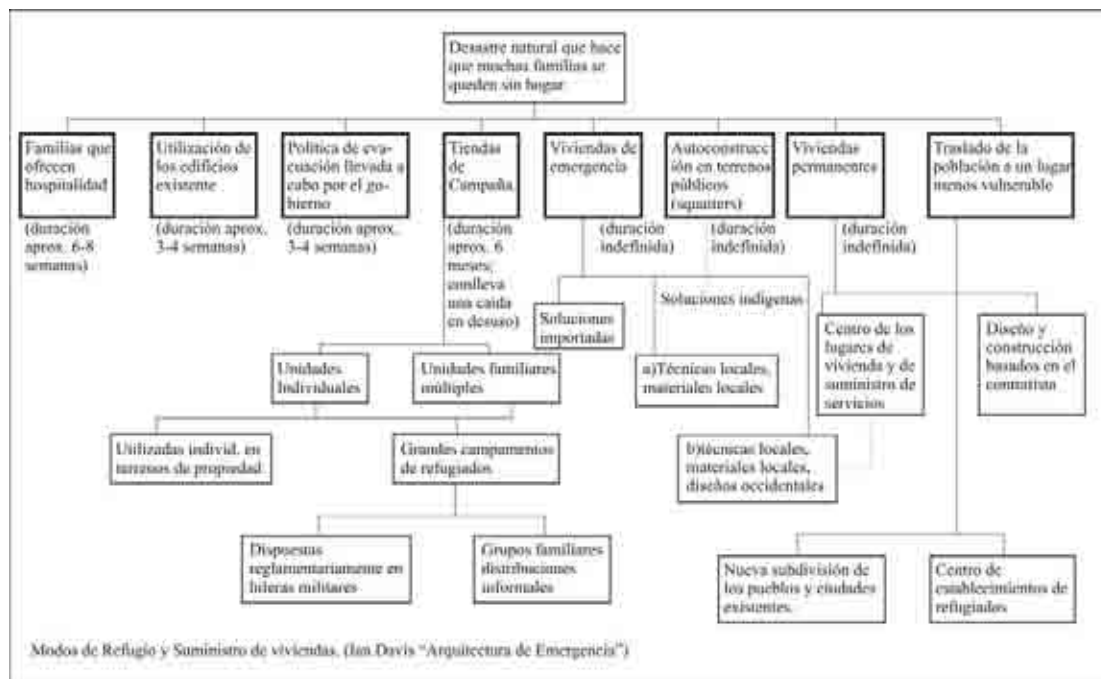 Desastre natural que hace
que muchas familias se
queden sin hogar
Familias que
ofrecen
hospitalidad
(duración
aprox. 6-8
semanas)
Utilización de
los edificios
existente
(duración aprox.
3-4 semanas)
Política de eva-
cuación llevada a
cabo por el go-
bierno
(duración aprox.
3-4 semanas)
Tiendas
de
Campaña.
(duración
aprox. 6
meses;
conlleva
una caída
en desuso)
Viviendas de
emergencia
(duración
indefinida)
Autoconstrucci-
ón en terrenos
públicos
(squatters)
(duración
indefinida)
Viviendas
permanentes
(duración
indefinida)
Traslado de la
población a un lugar
menos vulnerable
Soluciones
importadas
Soluciones indígenas
Unidades
Individuales
Unidades familiares
múltiples
a)Técnicas locales,
materiales locales
Centro de los
lugares de
vivienda y de
suministro de
servicios
Diseño y
construcción
basados en el
contratista
Utilizadas individ. en
terrenos de propiedad.
Grandes campamentos
de refugiados
b)técnicas locales,
materiales locales,
diseños occidentales
Dispuestas
reglamentariamente en
hileras militares
Grupos familiares
distribuciones
informales
Nueva subdivisión de
los pueblos y ciudades
existentes.
Centro de
establecimientos de
refugiados
Modos de Refugio y Suministro de viviendas. (Ian Davis "Arquitectura de Emergencia")